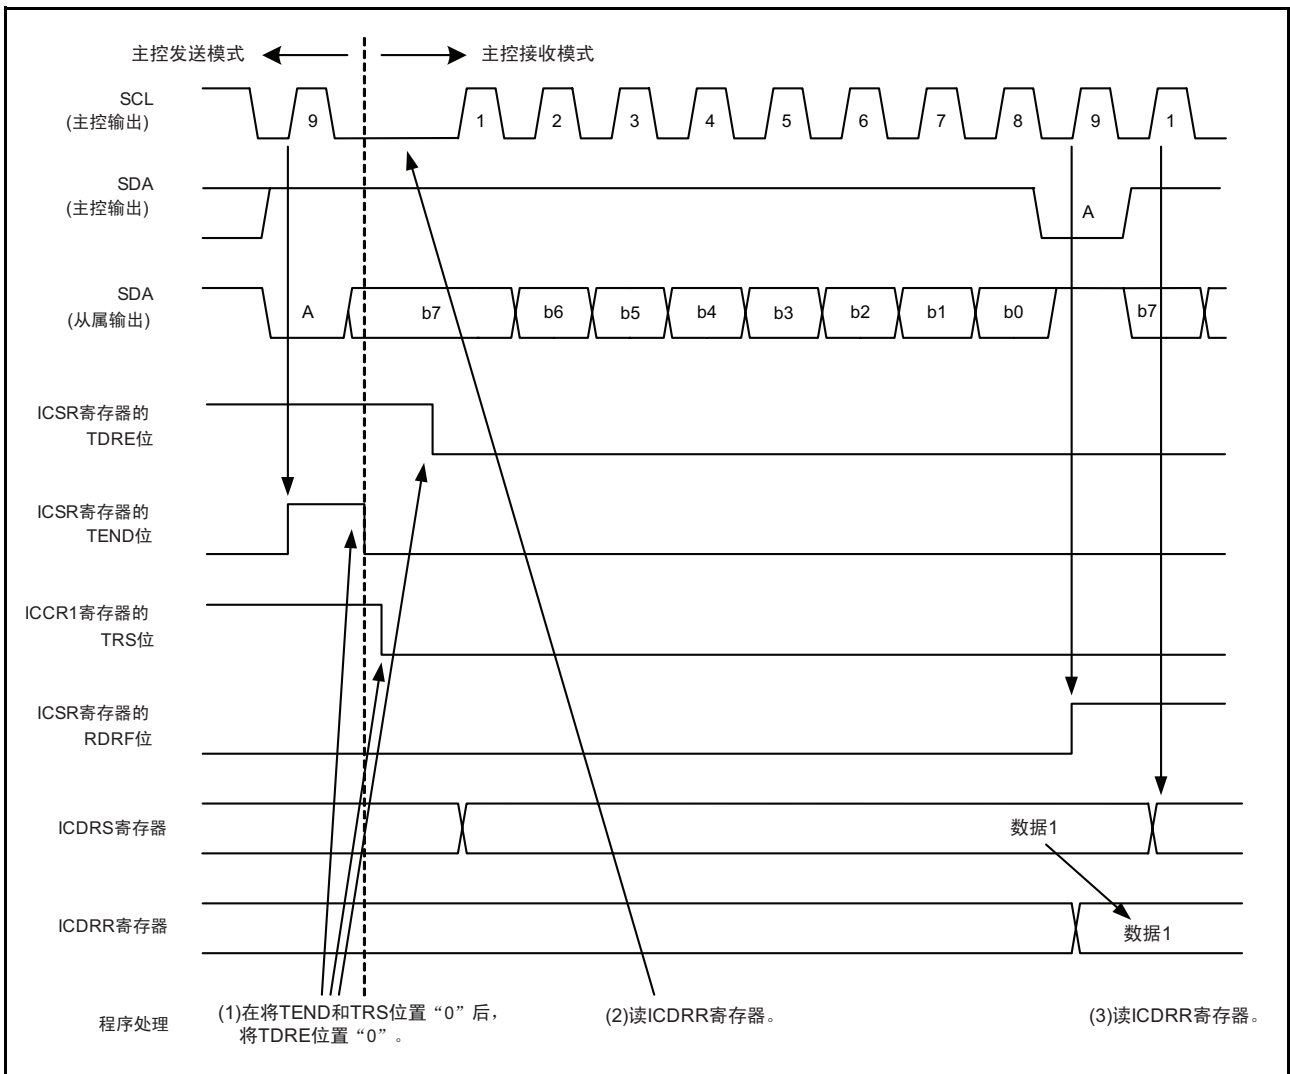 主控发送模式
主控接收模式
SCL
(主控输出)
9 1 2 3 4 5 6 7 8 9 1
SDA
(主控输出)
A
SDA
(从属输出)
A b7 b6 b5 b4 b3 b2 b1 b0 b7
ICSR寄存器的
TDRE位
ICSR寄存器的
TEND位
ICCR1寄存器的
TRS位
ICSR寄存器的
RDRF位
ICDRS寄存器
数据1
ICDRR寄存器
数据1
程序处理
(1)在将TEND和TRS位置“0”后，
将TDRE位置“0”。
(2)读ICDRR寄存器。
(3)读ICDRR寄存器。